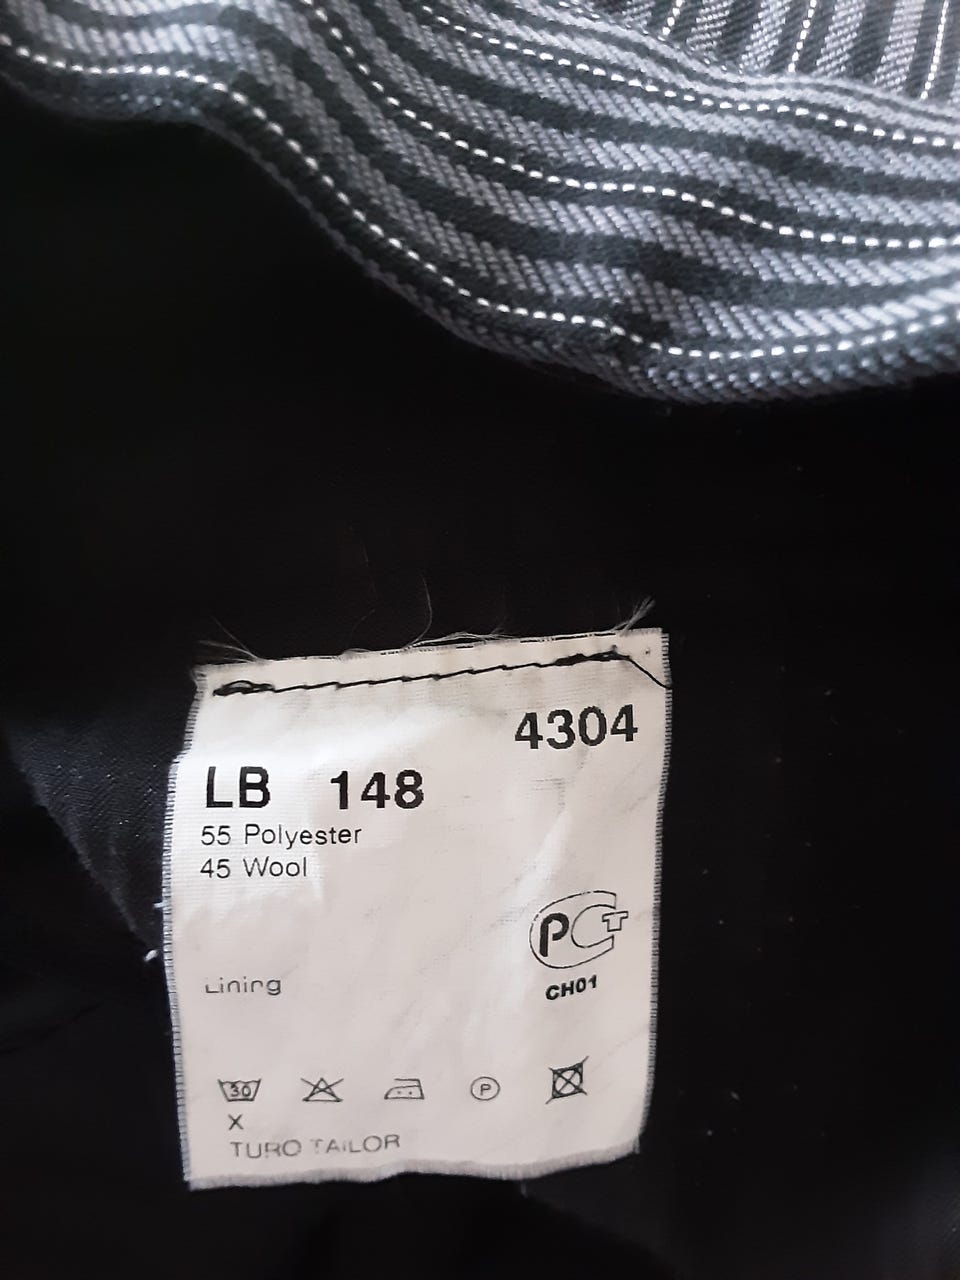 4304
LB 148
55 Polyester
45 Wool
PCT
CH01
Lining
30
P
X
TURO TAILOR